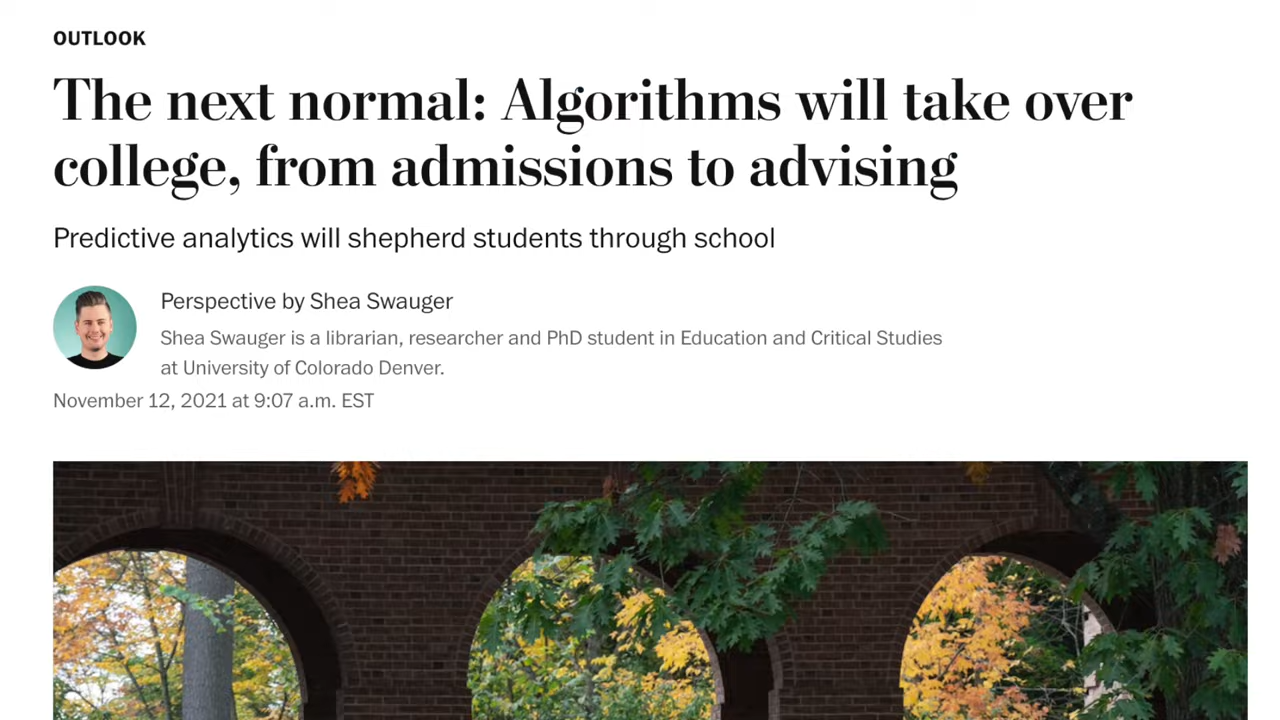 OUTLOOK
The next normal: Algorithms will take over
college, from admissions to advising
Predictive analytics will shepherd students through school
Perspective by Shea Swauger
Shea Swauger is a librarian, researcher and PhD student in Education and Critical Studies
at University of Colorado Denver.
November 12, 2021 at 9:07 a.m. EST